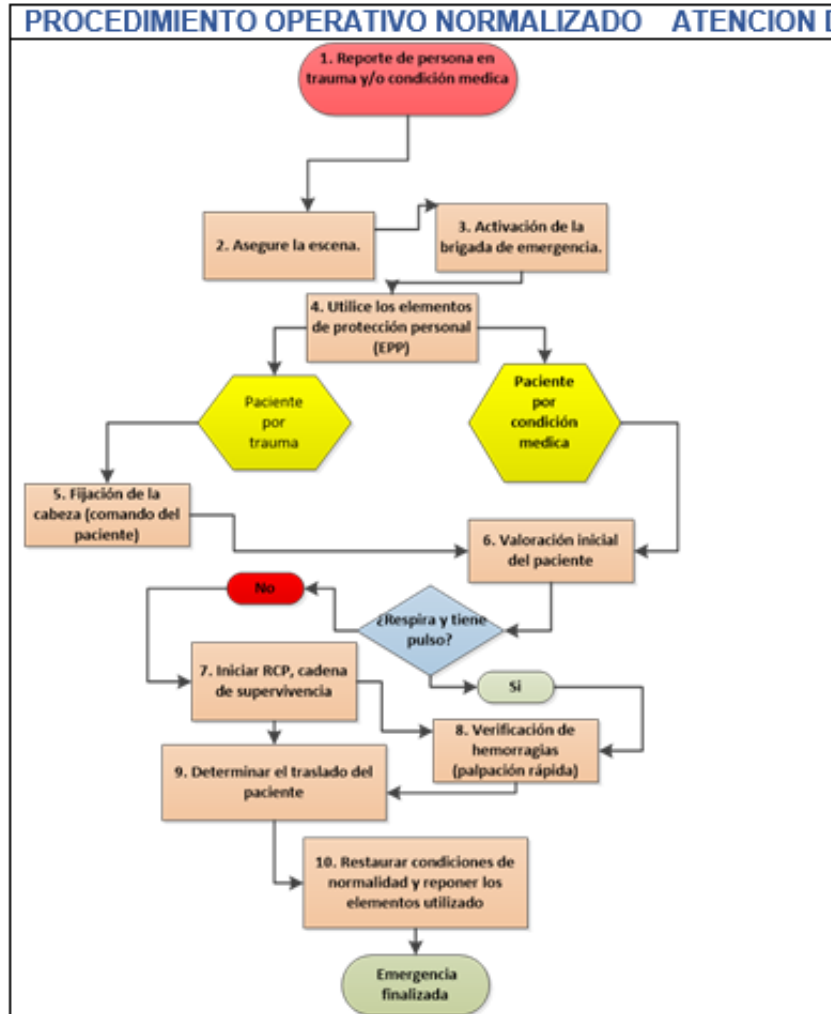 PROCEDIMIENTO OPERATIVO NORMALIZADO ATENCION D
1. Reporte de persona en
trauma y/o condición medica
2. Asegure la escena.
3. Activación de la
brigada de emergencia.
4. Utilice los elementos
de protección personal
(EPP)
Paciente
por
trauma
Paciente
por
condición
medica
5. Fijación de la
cabeza (comando del
paciente)
6. Valoración inicial
del paciente
No
¿Respira y tiene
pulso?
7. Iniciar RCP, cadena
de supervivencia
Si
8. Verificación de
hemorragias
(palpación rápida)
9. Determinar el traslado del
paciente
10. Restaurar condiciones de
normalidad y reponer los
elementos utilizado
Emergencia
finalizada